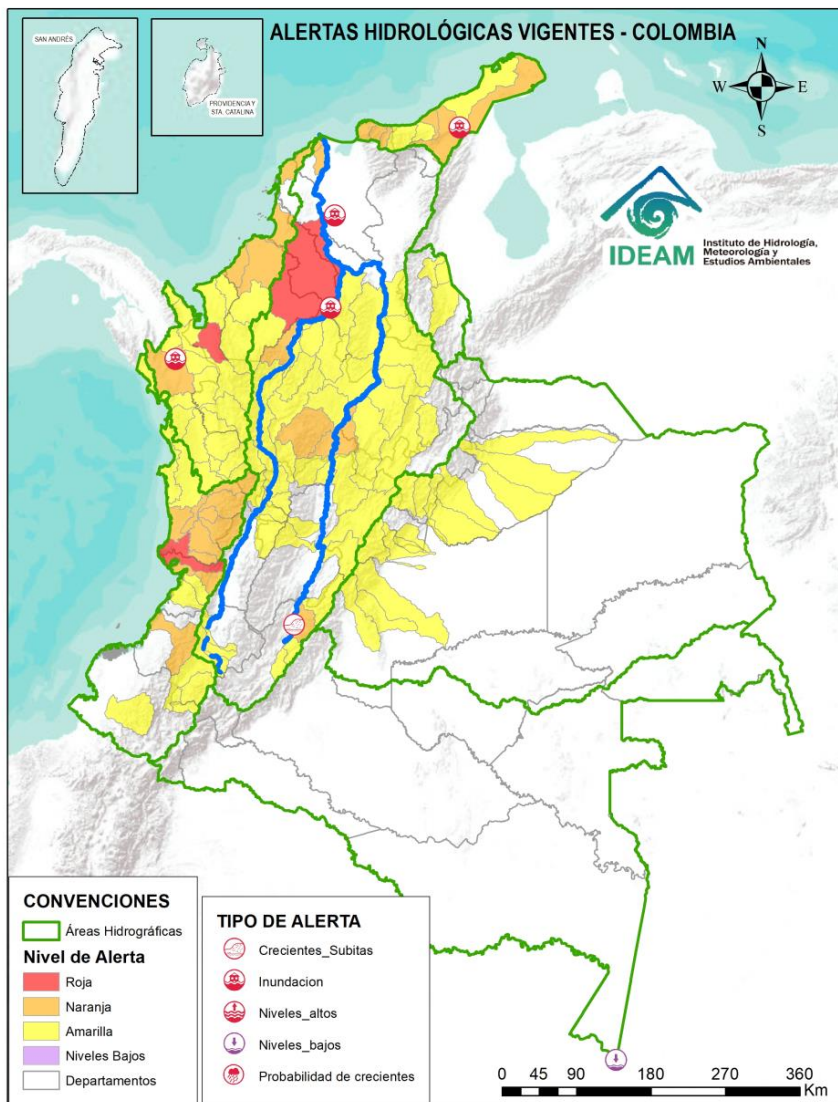 ALERTAS HIDROLÓGICAS VIGENTES - COLOMBIA
SAN ANDRÉS
PROVIDENCIA Y
STA. CATALINA
N
W
E
S
IDEAM
Instituto de Hidrología,
Meteorología y
Estudios Ambientales
CONVENCIONES
Áreas Hidrográficas
Nivel de Alerta
Roja
Naranja
Amarilla
Niveles Bajos
Departamentos
TIPO DE ALERTA
Crecientes_Subitas
Inundacion
Niveles_altos
Niveles_bajos
Probabilidad de crecientes
0 45 90 180 270 360
Km